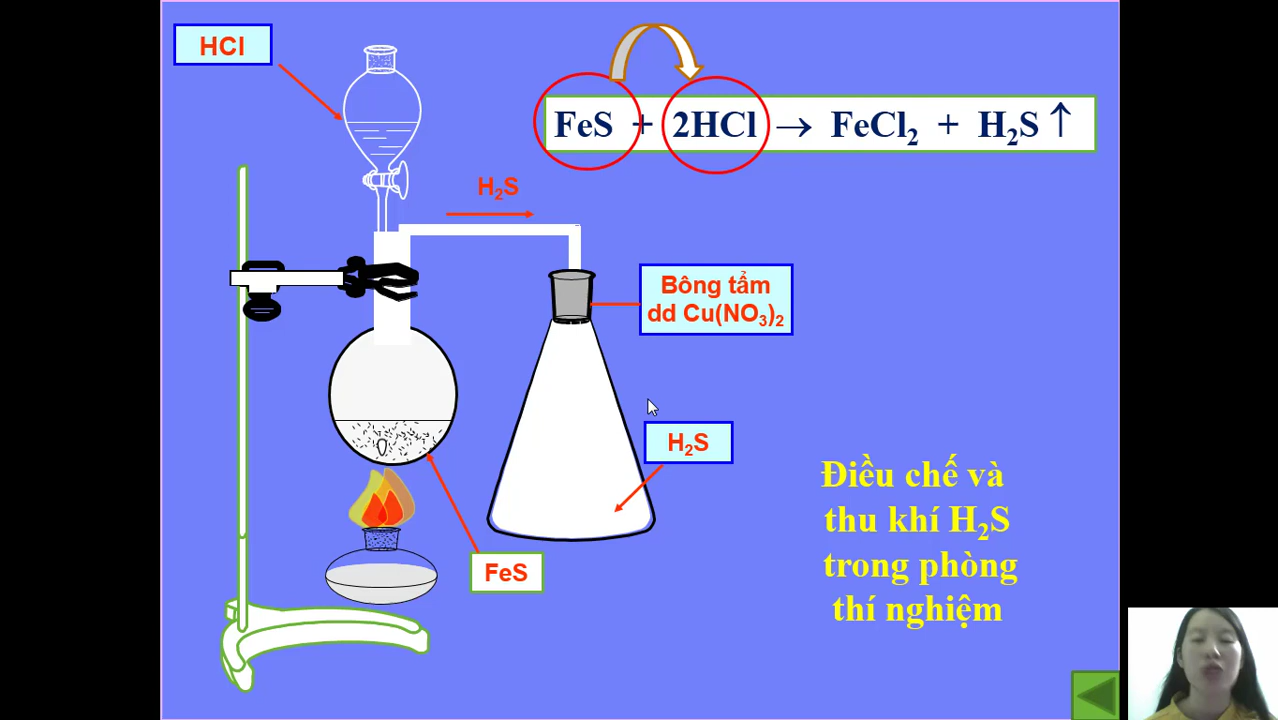 HCl
FeS + 2HCl → FeCl₂ + H₂S ↑
H₂S
Bông tẩm
dd Cu(NO₃)₂
H₂S
FeS
Điều chế và
thu khí H₂S
trong phòng
thí nghiệm